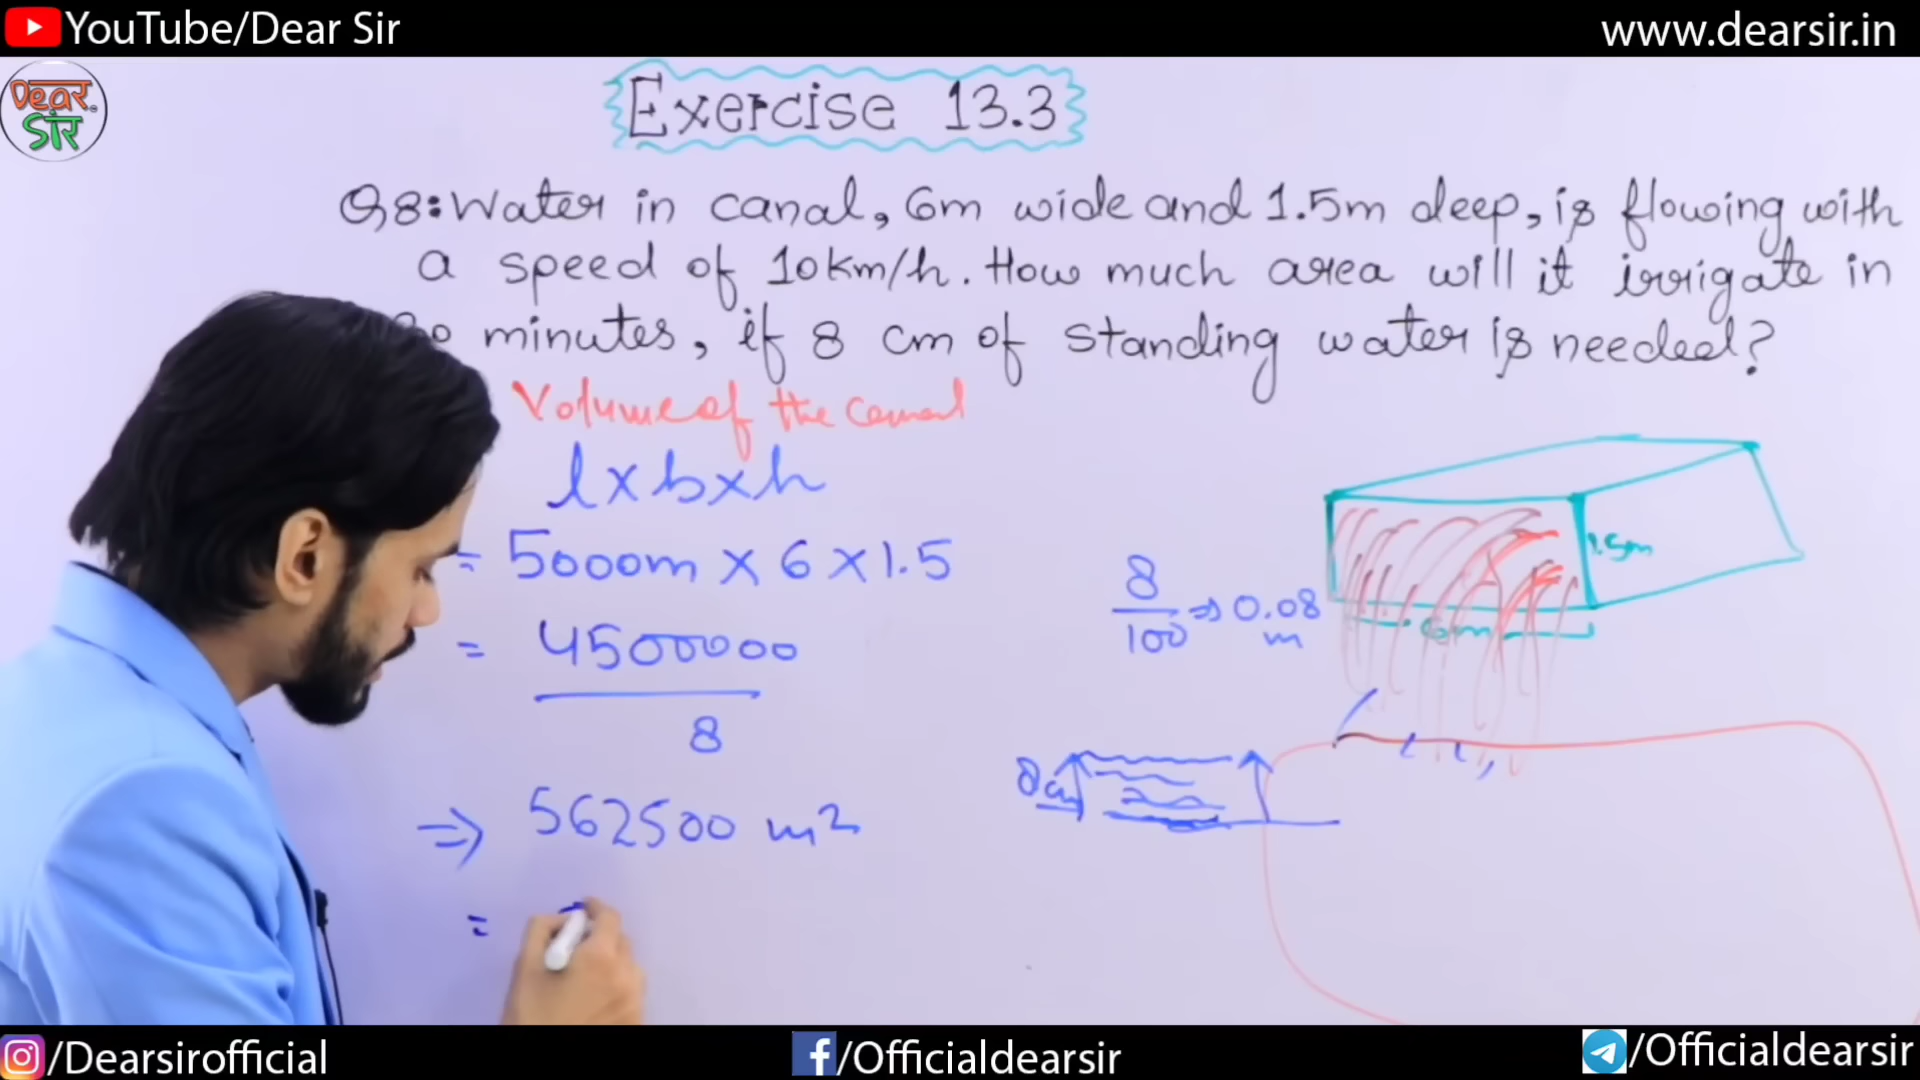 YouTube/Dear Sir
www.dearsir.in
Dear
Sir
Exercise 13.3
Q8: Water in canal, 6m wide and 1.5m deep, is flowing with
a speed of 10km/h. How much area will it irrigate in
minutes, if 8 cm of standing water is needed?
Volume of the canal
l x b x h
= 5000m x 6 x 1.5
= 4500000
8
⇒ 562500 m²
=
8
100 ⇒ 0.08
m
1.5m
6m
8cm
/Dearsirofficial
/Officialdearsir
/Officialdearsir